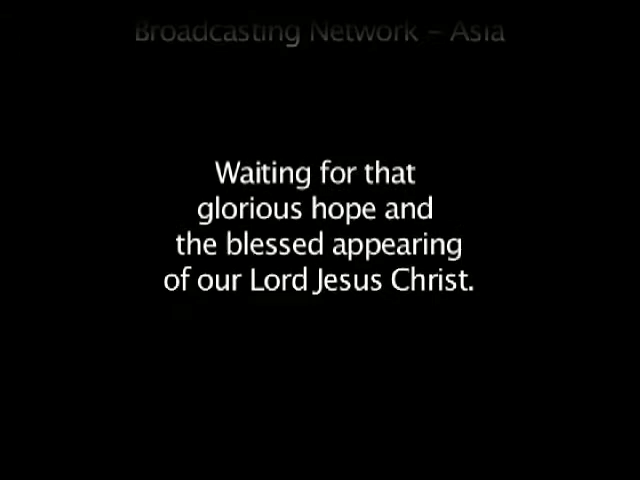 Broadcasting Network - Asia
Waiting for that
glorious hope and
the blessed appearing
of our Lord Jesus Christ.